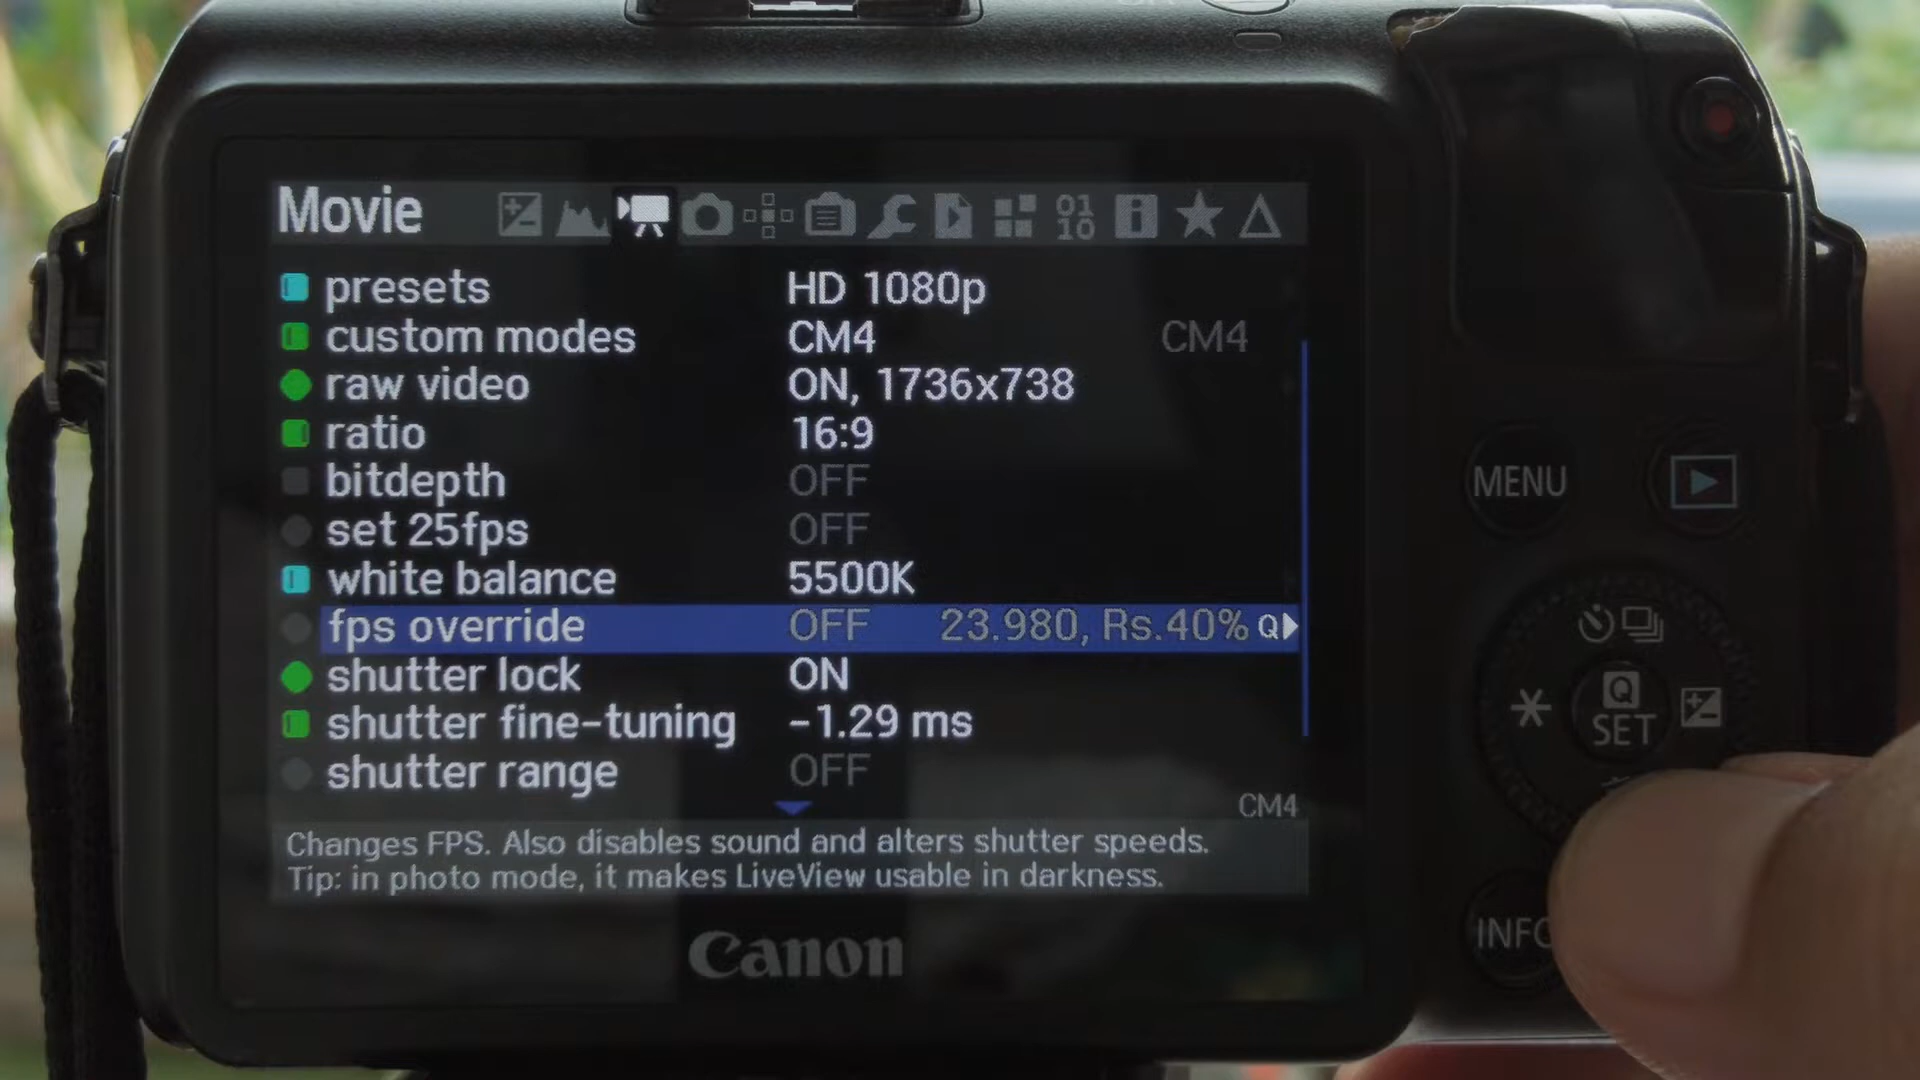 Movie
presets HD 1080p
custom modes CM4 CM4
raw video ON, 1736x738
ratio 16:9
bitdepth OFF
set 25fps OFF
white balance 5500K
fps override OFF 23.980, Rs.40% Q
shutter lock ON
shutter fine-tuning -1.29 ms
shutter range OFF
CM4
Changes FPS. Also disables sound and alters shutter speeds.
Tip: in photo mode, it makes LiveView usable in darkness.
Canon
MENU
Q
SET
INFO